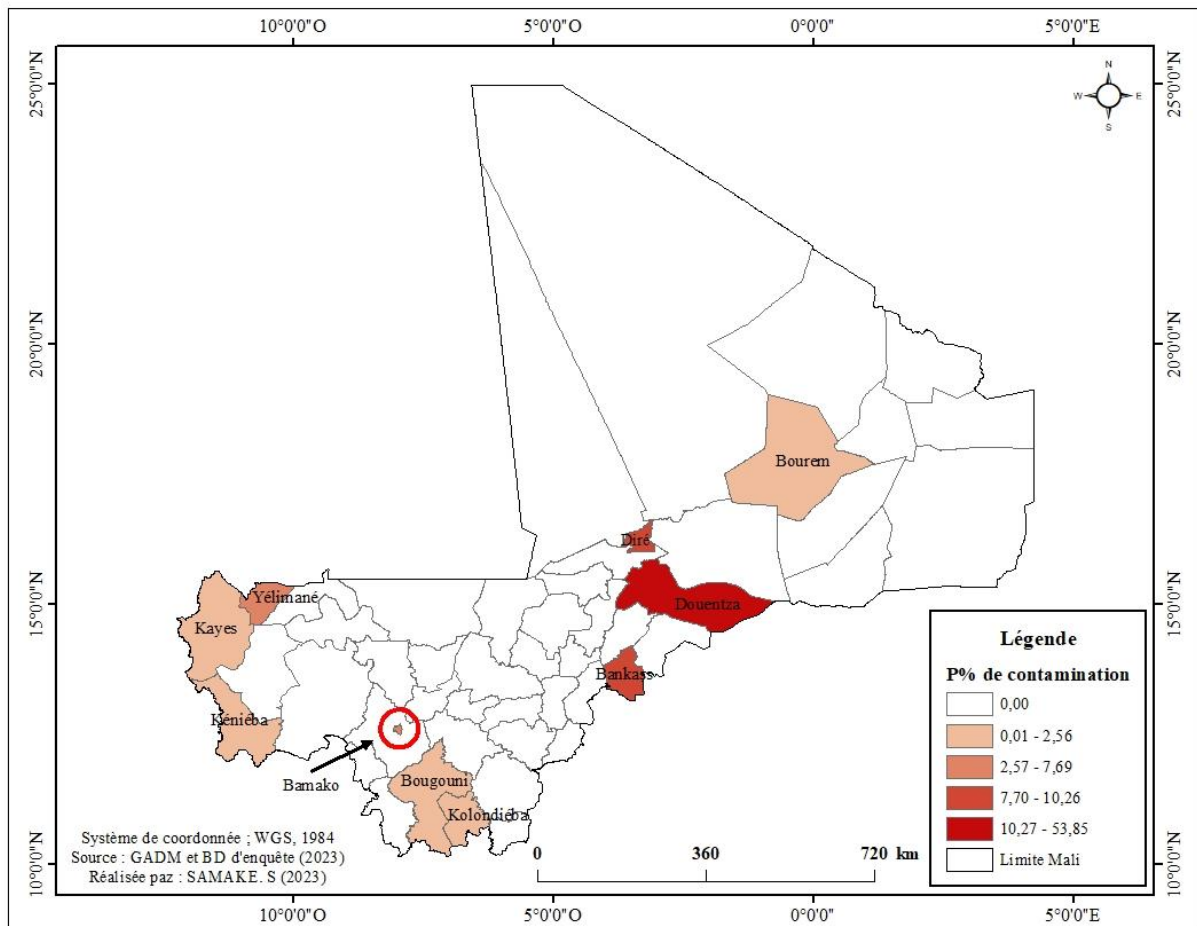 10°0'0"O 5°0'0"O 0°0'0" 5°0'0"E
25°0'0"N 25°0'0"N
N
W E
S
20°0'0"N 20°0'0"N
Bourem
Diré
Yélimané
Douentza
15°0'0"N 15°0'0"N
Kayes
Bankass
Kéniéba
Bamako
Bougouni
Kolondiéba
Légende
P% de contamination
0,00
0,01 - 2,56
2,57 - 7,69
7,70 - 10,26
10,27 - 53,85
Limite Mali
Système de coordonnée ; WGS, 1984
Source : GADM et BD d'enquête (2023)
Réalisée paz : SAMAKE. S (2023)
0 360 720 km
10°0'0"N 10°0'0"N
10°0'0"O 5°0'0"O 0°0'0" 5°0'0"E